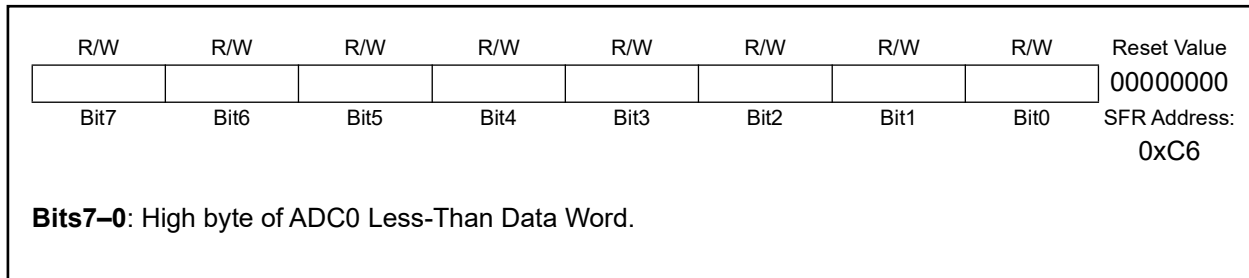 R/W R/W R/W R/W R/W R/W R/W R/W Reset Value
00000000
Bit7 Bit6 Bit5 Bit4 Bit3 Bit2 Bit1 Bit0 SFR Address:
0xC6
Bits7–0: High byte of ADC0 Less-Than Data Word.